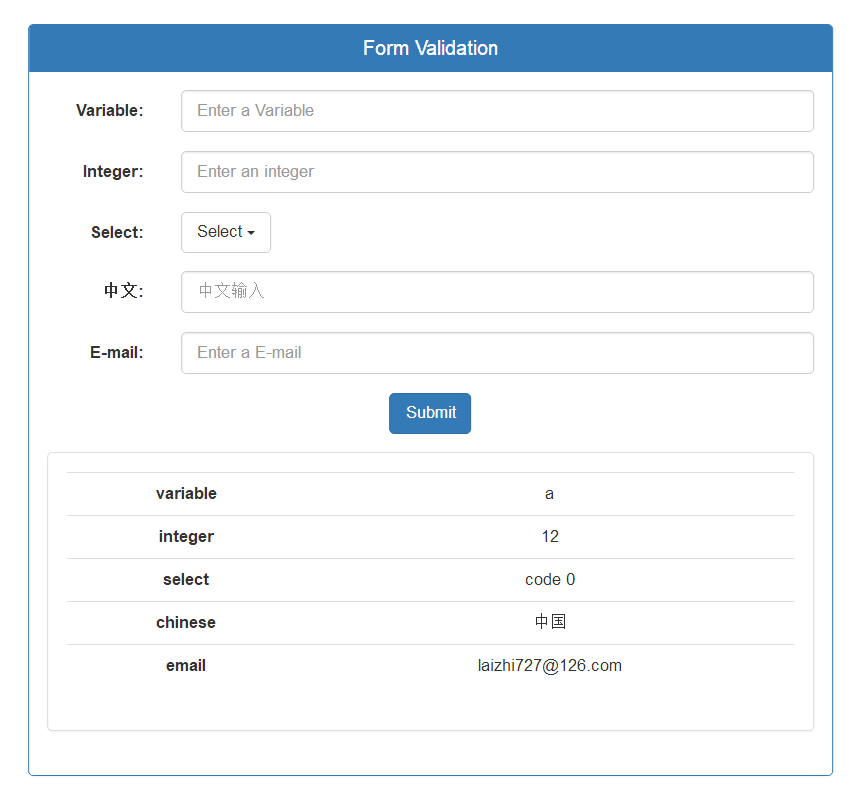 Form Validation
Variable: Enter a Variable
Integer: Enter an integer
Select: Select
中文: 中文输入
E-mail: Enter a E-mail
Submit
variable a
integer 12
select code 0
chinese 中国
email laizhi727@126.com